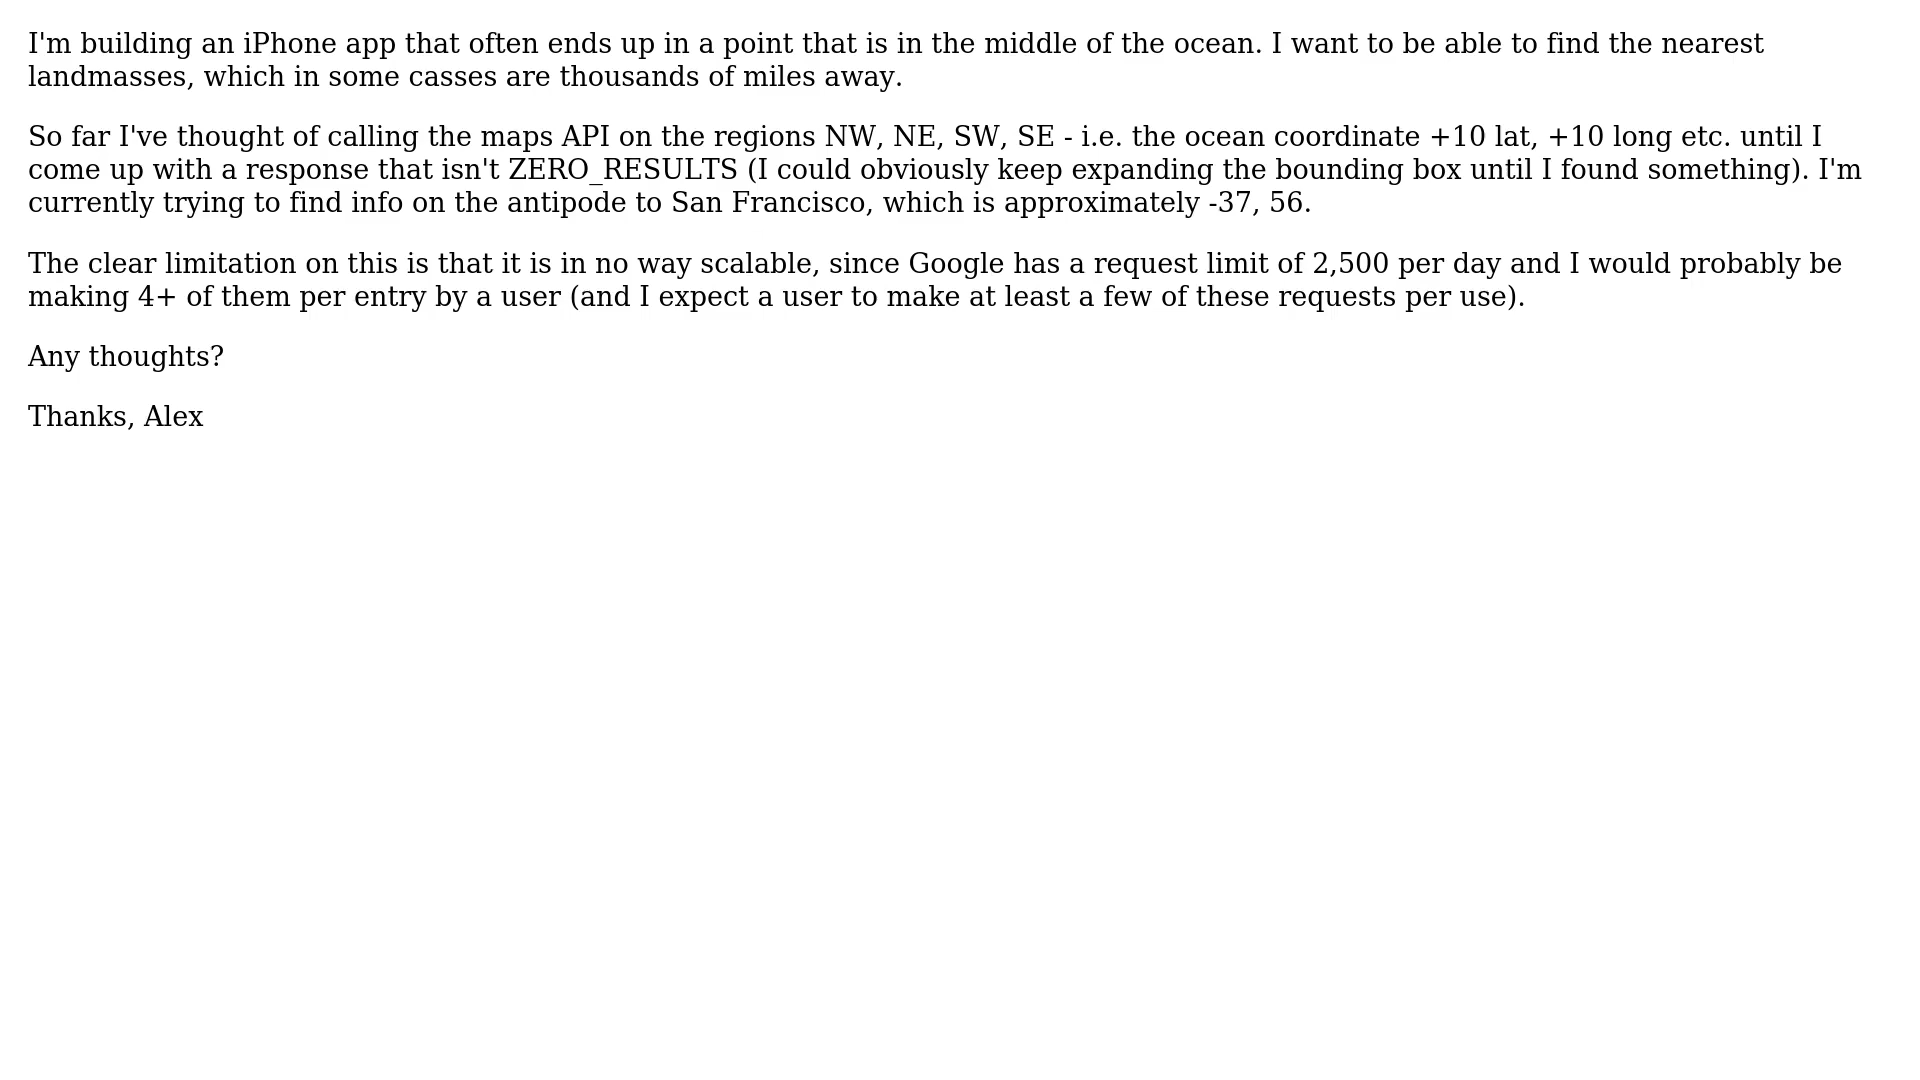 I'm building an iPhone app that often ends up in a point that is in the middle of the ocean. I want to be able to find the nearest
landmasses, which in some casses are thousands of miles away.
So far I've thought of calling the maps API on the regions NW, NE, SW, SE - i.e. the ocean coordinate +10 lat, +10 long etc. until I
come up with a response that isn't ZERO_RESULTS (I could obviously keep expanding the bounding box until I found something). I'm
currently trying to find info on the antipode to San Francisco, which is approximately -37, 56.
The clear limitation on this is that it is in no way scalable, since Google has a request limit of 2,500 per day and I would probably be
making 4+ of them per entry by a user (and I expect a user to make at least a few of these requests per use).
Any thoughts?
Thanks, Alex